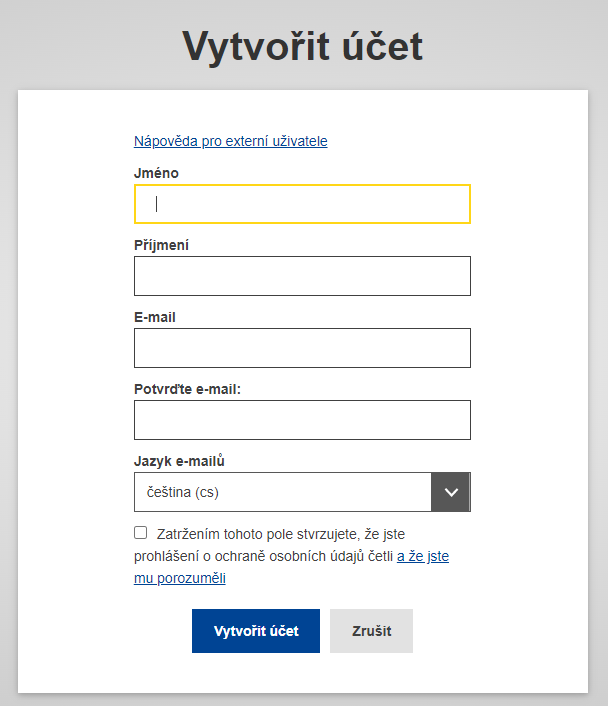 Vytvořit účet
Nápověda pro externí uživatele
Jméno
Příjmení
E-mail
Potvrďte e-mail:
Jazyk e-mailů
čeština (cs)
Zatržením tohoto pole stvrzujete, že jste
prohlášení o ochraně osobních údajů četli a že jste
mu porozuměli
Vytvořit účet Zrušit